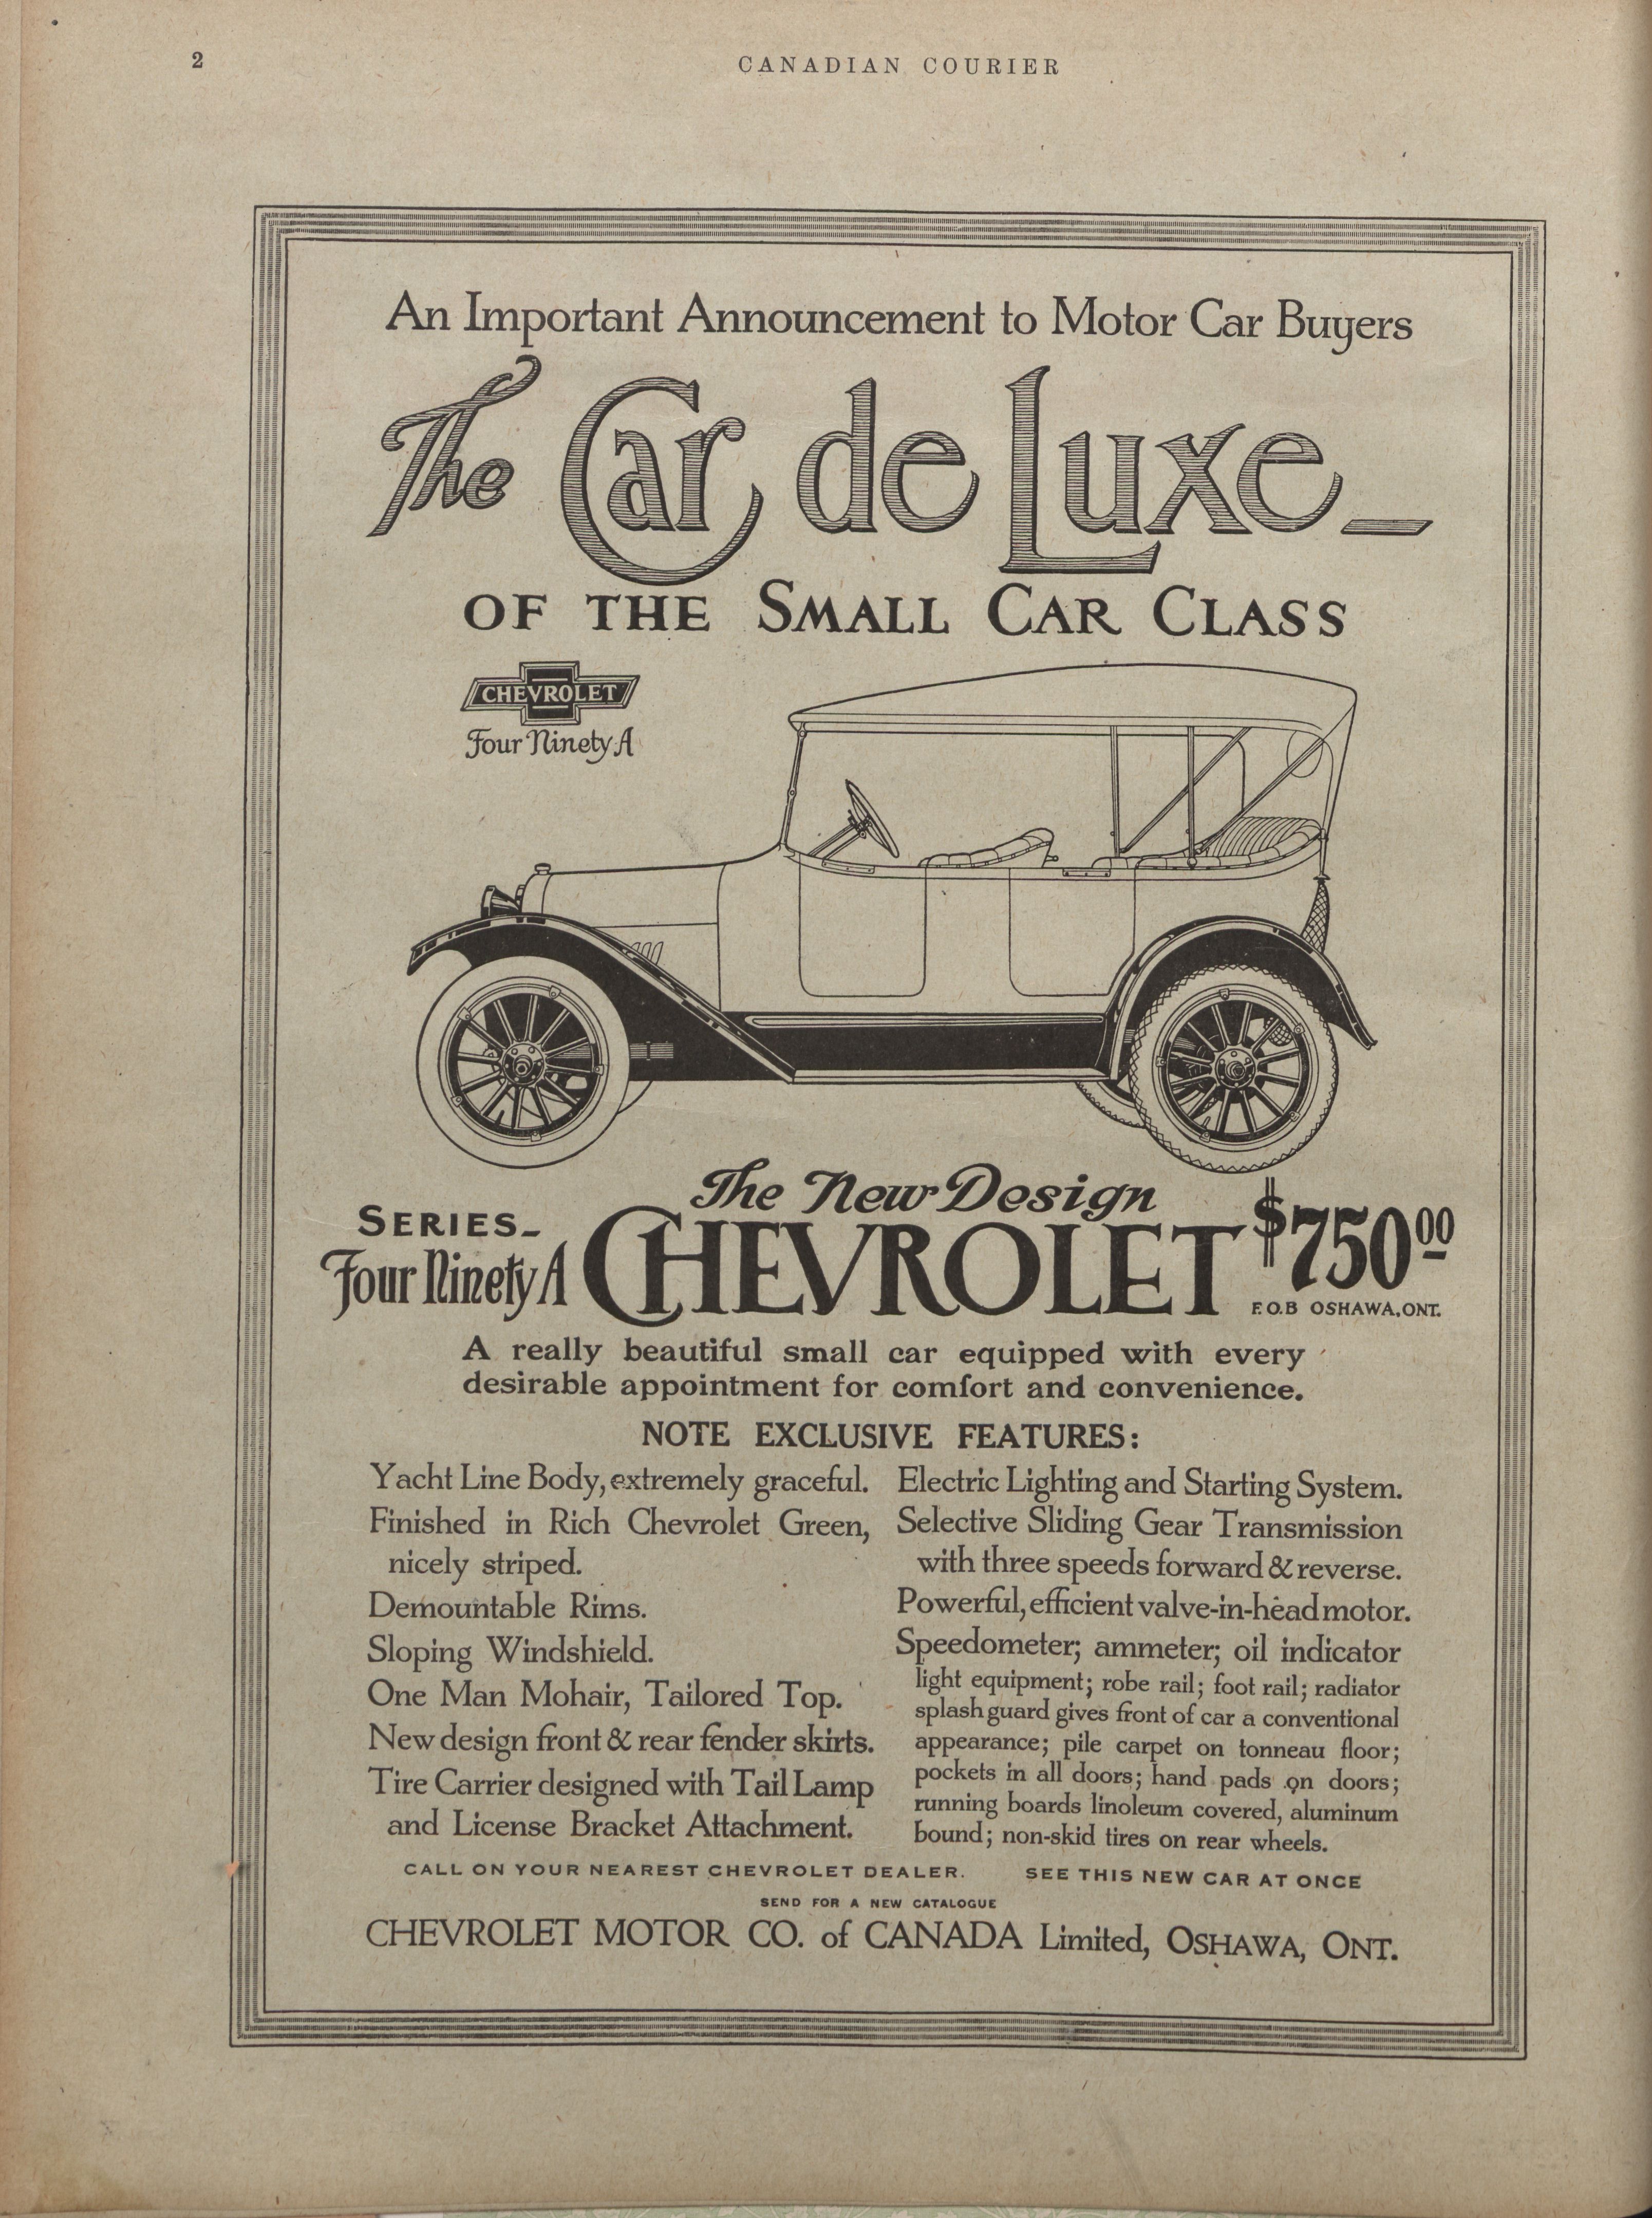 2
CANADIAN COURIER
An Important Announcement to Motor Car Buyers
The Car de Luxe—
OF THE SMALL CAR CLASS
CHEVROLET
Four Ninety A
The New Design
SERIES—
Four Ninety A
CHEVROLET
$750.00
F.O.B OSHAWA, ONT.
A really beautiful small car equipped with every
desirable appointment for comfort and convenience.
NOTE EXCLUSIVE FEATURES:
Yacht Line Body, extremely graceful.
Finished in Rich Chevrolet Green,
nicely striped.
Demountable Rims.
Sloping Windshield.
One Man Mohair, Tailored Top.
New design front & rear fender skirts.
Tire Carrier designed with Tail Lamp
and License Bracket Attachment.
Electric Lighting and Starting System.
Selective Sliding Gear Transmission
with three speeds forward & reverse.
Powerful, efficient valve-in-head motor.
Speedometer; ammeter; oil indicator
light equipment; robe rail; foot rail; radiator
splash guard gives front of car a conventional
appearance; pile carpet on tonneau floor;
pockets in all doors; hand pads on doors;
running boards linoleum covered, aluminum
bound; non-skid tires on rear wheels.
CALL ON YOUR NEAREST CHEVROLET DEALER. SEE THIS NEW CAR AT ONCE
SEND FOR A NEW CATALOGUE
CHEVROLET MOTOR CO. of CANADA Limited, OSHAWA, ONT.